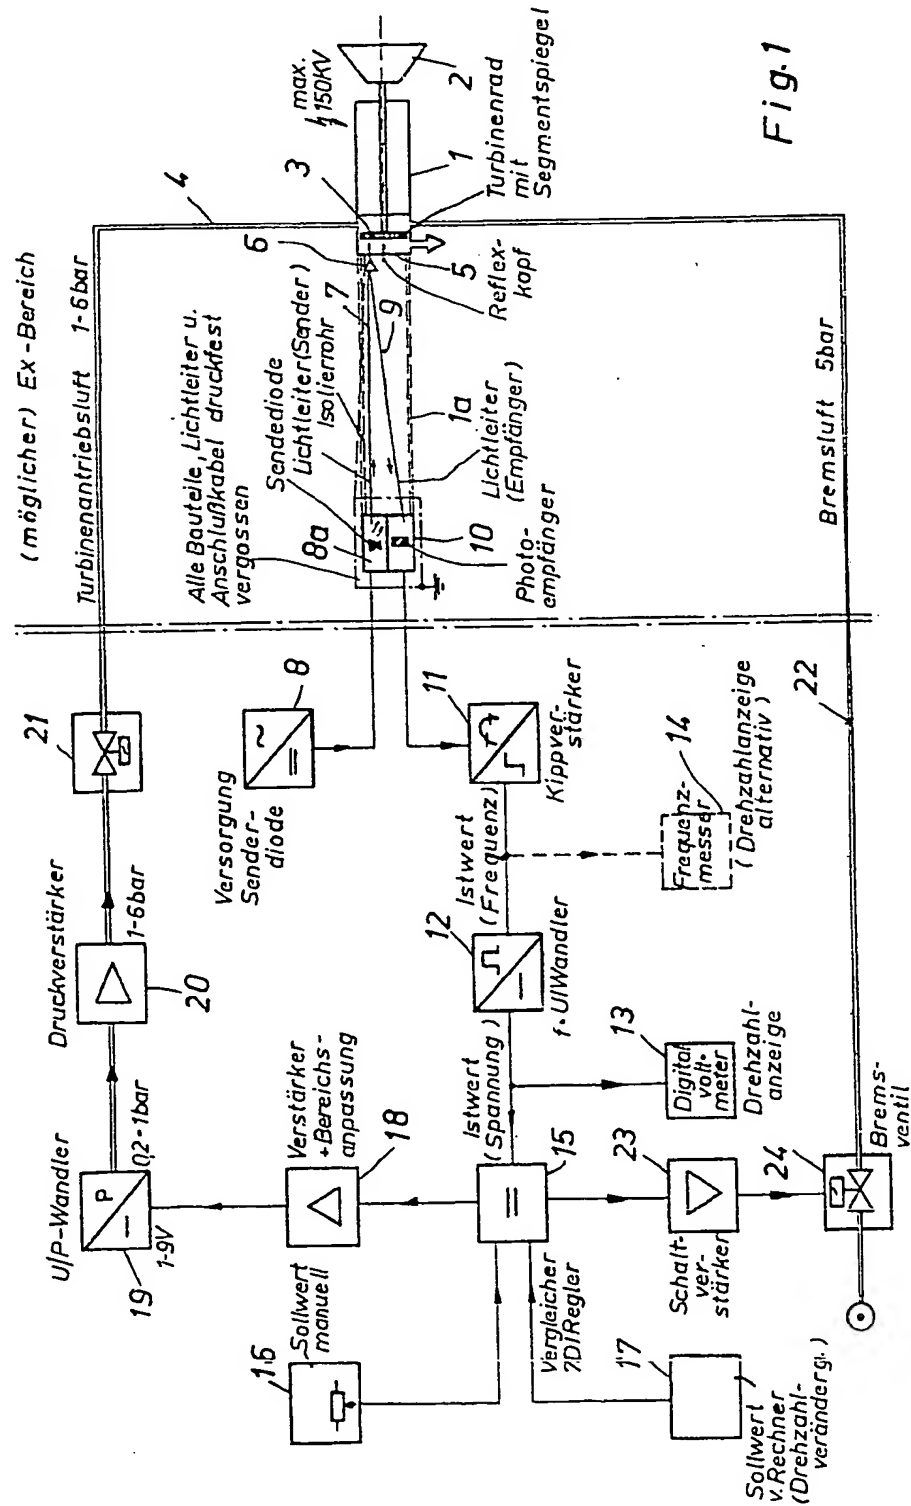 (möglicher) Ex-Bereich
Turbinenantriebsluft 1-6bar
4
Alle Bauteile, Lichtleiter u.
Anschlußkabel druckfest
vergossen
8a
Sendediode
Lichtleiter (Sender)
Isolierrohr
7
6
9
3
max.
150KV
2
1
Turbinenrad
mit
Segmentspiegel
5
Reflex-
kopf
1a
Lichtleiter
(Empfänger)
10
Photo-
empfänger
Bremsluft 5bar
Fig.1
21
Druckverstärker
1-6bar
20
U/P-Wandler
0,2-1bar
P
19
1-9V
Versorgung
Sender-
diode
8
11
Kippver-
stärker
Istwert
(Frequenz)
14
Frequenz-
messer
(Drehzahlanzeige
alternativ)
22
12
f.U/Wandler
Istwert
(Spannung)
13
Digital
volt-
meter
Drehzahl-
anzeige
Verstärker
+Bereichs-
anpassung
18
15
23
24
Brems-
ventil
Schalt-
ver-
stärker
16
Sollwert
manuell
Vergleicher
17
Sollwert
v. Rechner
(Drehzahl-
veränderg.)